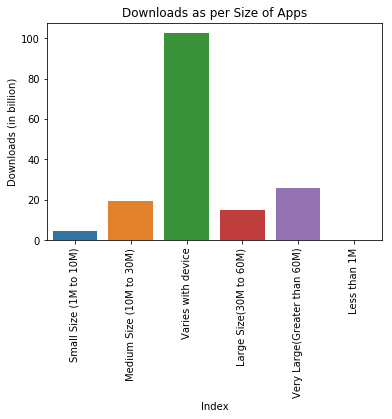 Downloads as per Size of Apps
Downloads (in billion)
100
80
60
40
20
0
Small Size (1M to 10M)
Medium Size (10M to 30M)
Varies with device
Large Size(30M to 60M)
Very Large(Greater than 60M)
Less than 1M
Index